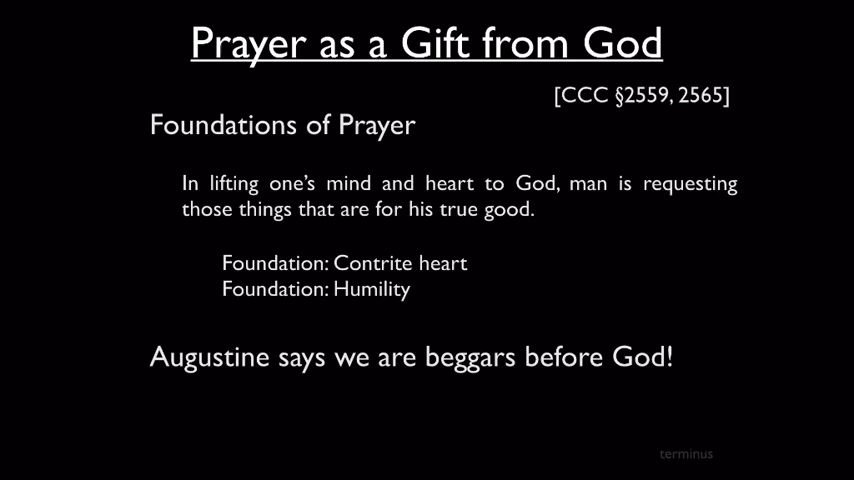 Prayer as a Gift from God
[CCC §2559, 2565]
Foundations of Prayer
In lifting one’s mind and heart to God, man is requesting
those things that are for his true good.
Foundation: Contrite heart
Foundation: Humility
Augustine says we are beggars before God!
terminus